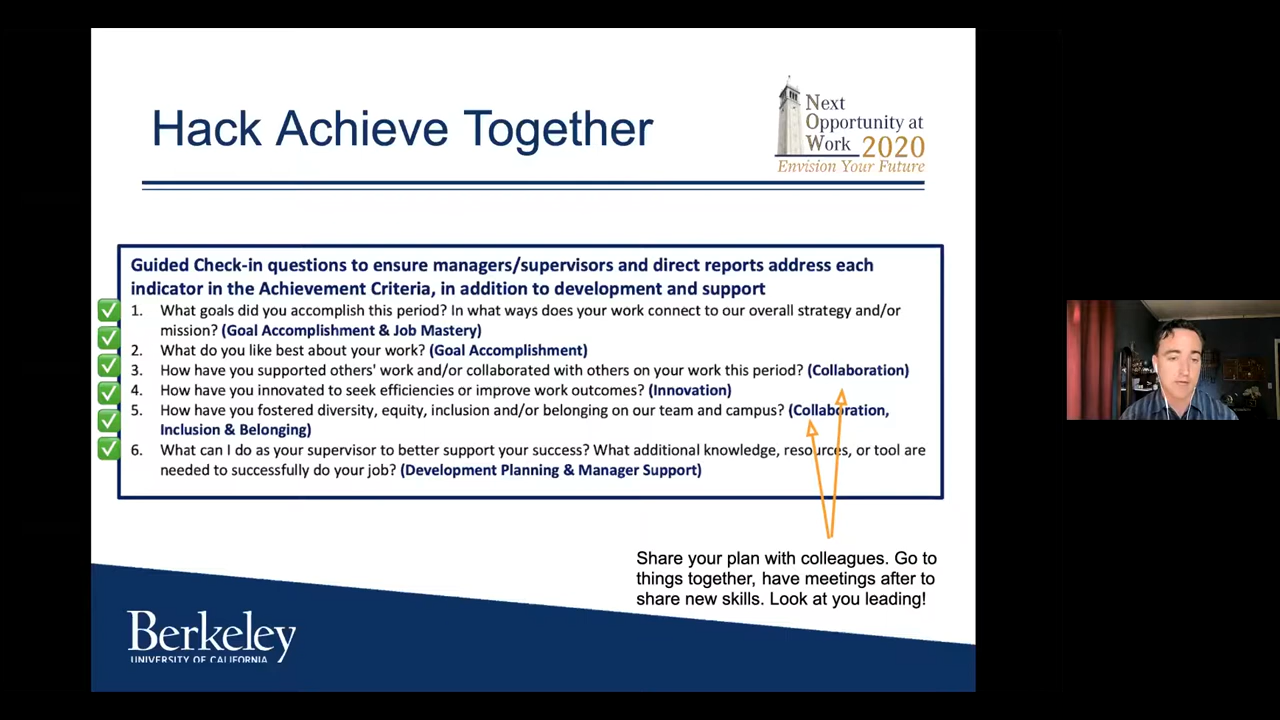 Hack Achieve Together
Next
Opportunity at
Work 2020
Envision Your Future
Guided Check-in questions to ensure managers/supervisors and direct reports address each
indicator in the Achievement Criteria, in addition to development and support
1. What goals did you accomplish this period? In what ways does your work connect to our overall strategy and/or
mission? (Goal Accomplishment & Job Mastery)
2. What do you like best about your work? (Goal Accomplishment)
3. How have you supported others' work and/or collaborated with others on your work this period? (Collaboration)
4. How have you innovated to seek efficiencies or improve work outcomes? (Innovation)
5. How have you fostered diversity, equity, inclusion and/or belonging on our team and campus? (Collaboration,
Inclusion & Belonging)
6. What can I do as your supervisor to better support your success? What additional knowledge, resources, or tool are
needed to successfully do your job? (Development Planning & Manager Support)
Share your plan with colleagues. Go to
things together, have meetings after to
share new skills. Look at you leading!
Berkeley
UNIVERSITY OF CALIFORNIA